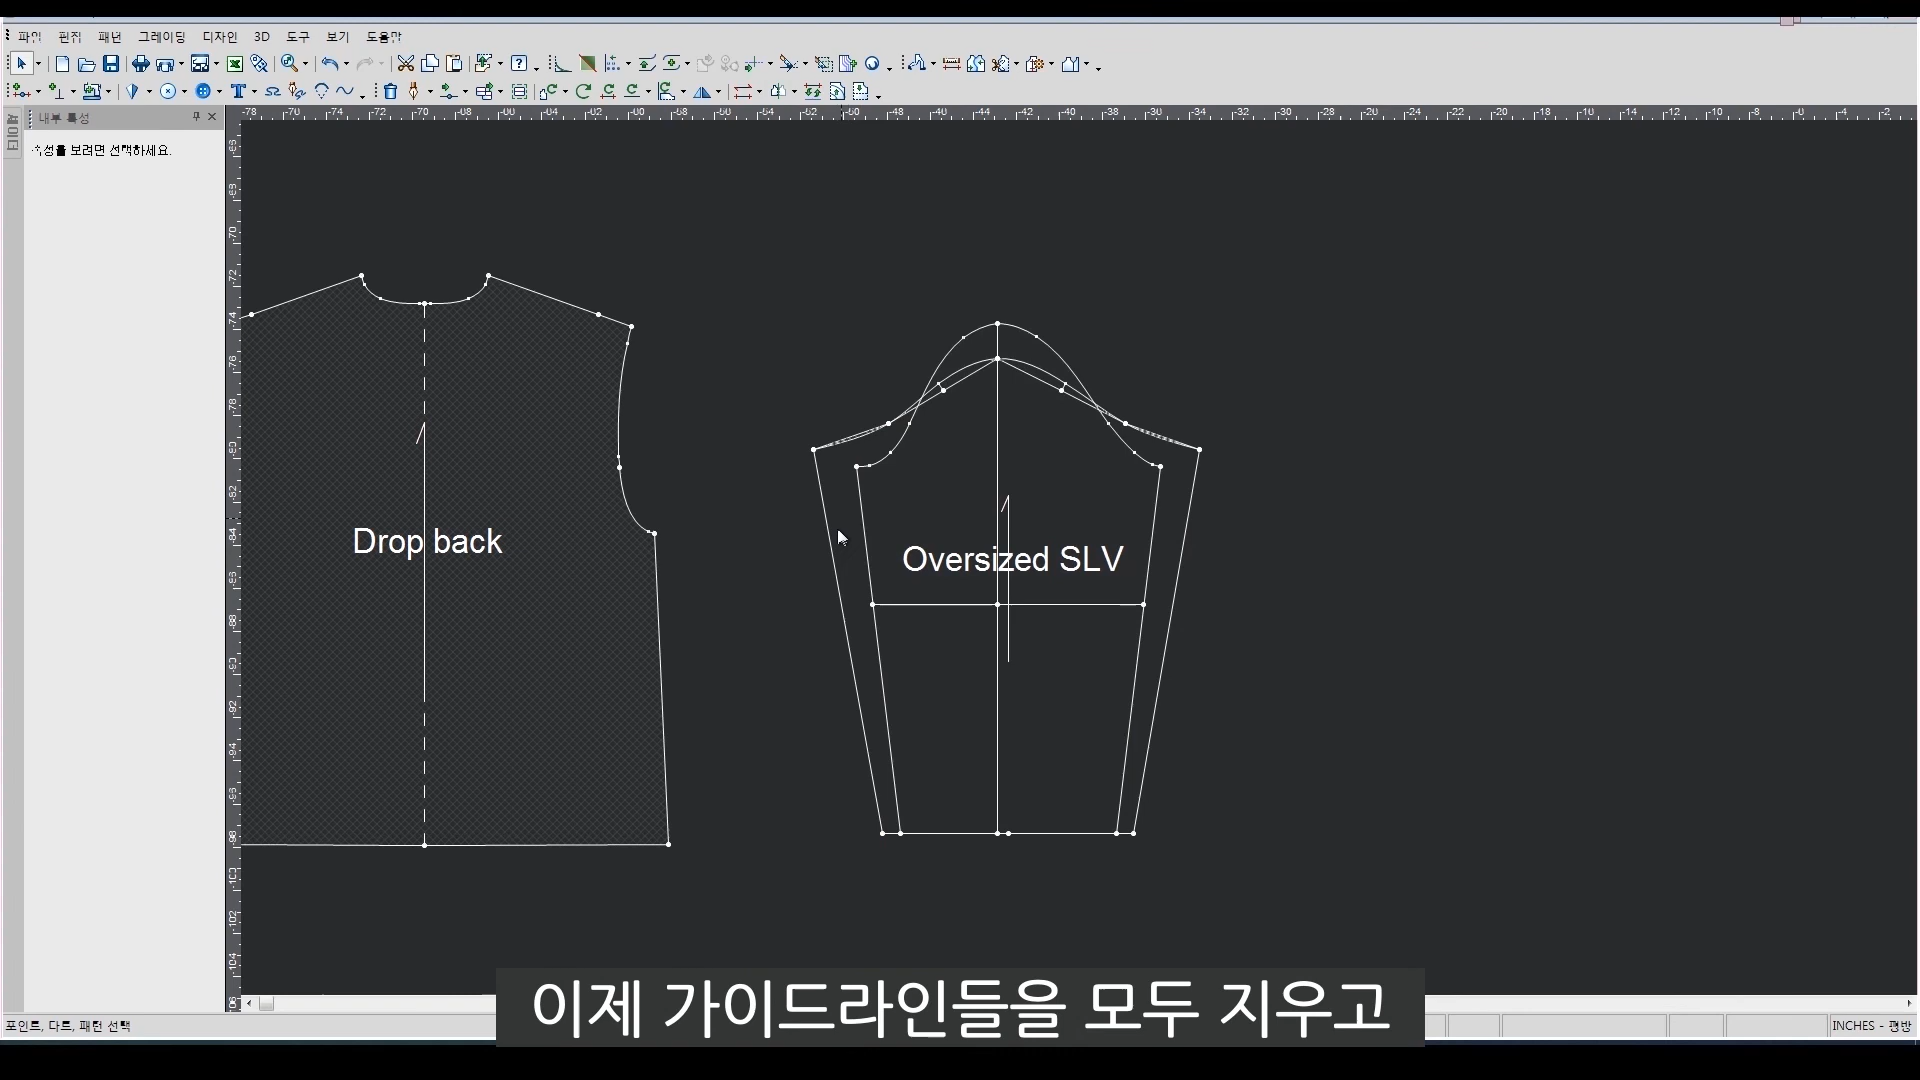 파일 편집 패턴 그레이딩 디자인 3D 도구 보기 도움말
내부 특성
속성를 보려면 선택하세요.
Drop back
Oversized SLV
이제 가이드라인들을 모두 지우고
포인트, 다트, 패턴 선택
INCHES - 평방